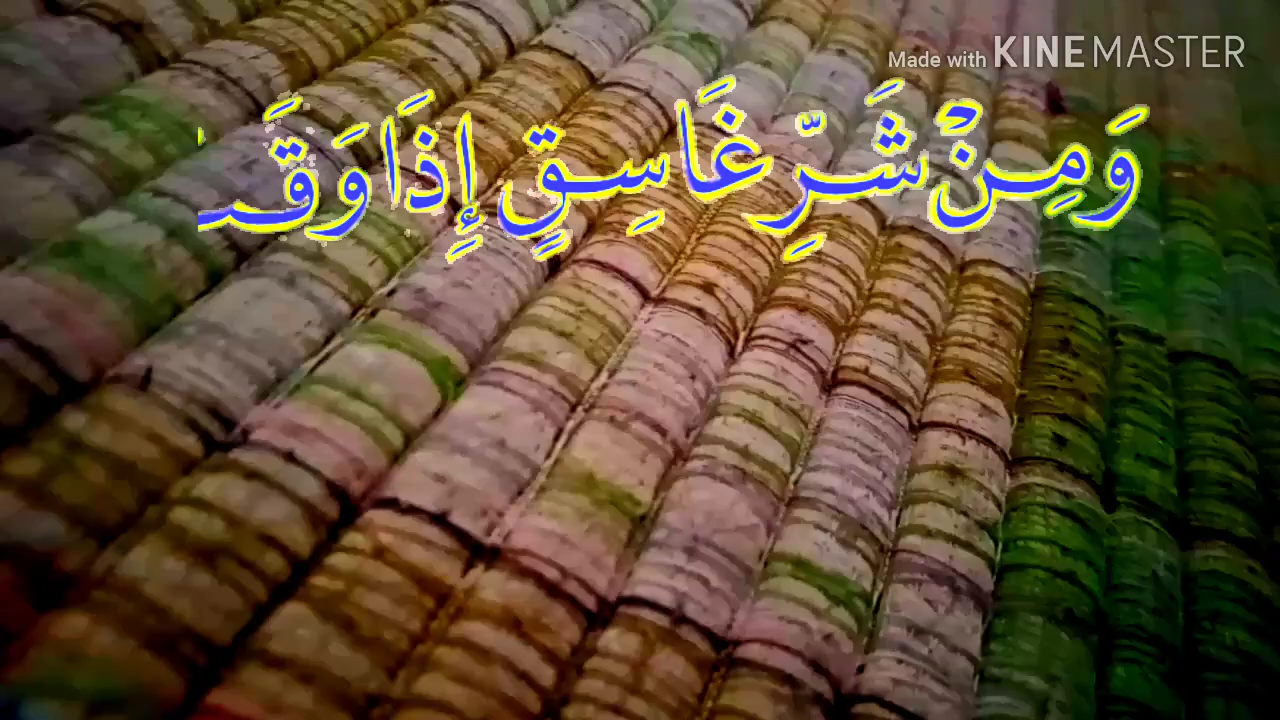 Made with KINEMASTER
وَمِنْ شَرِّ غَاسِقٍ إِذَا وَقَـ